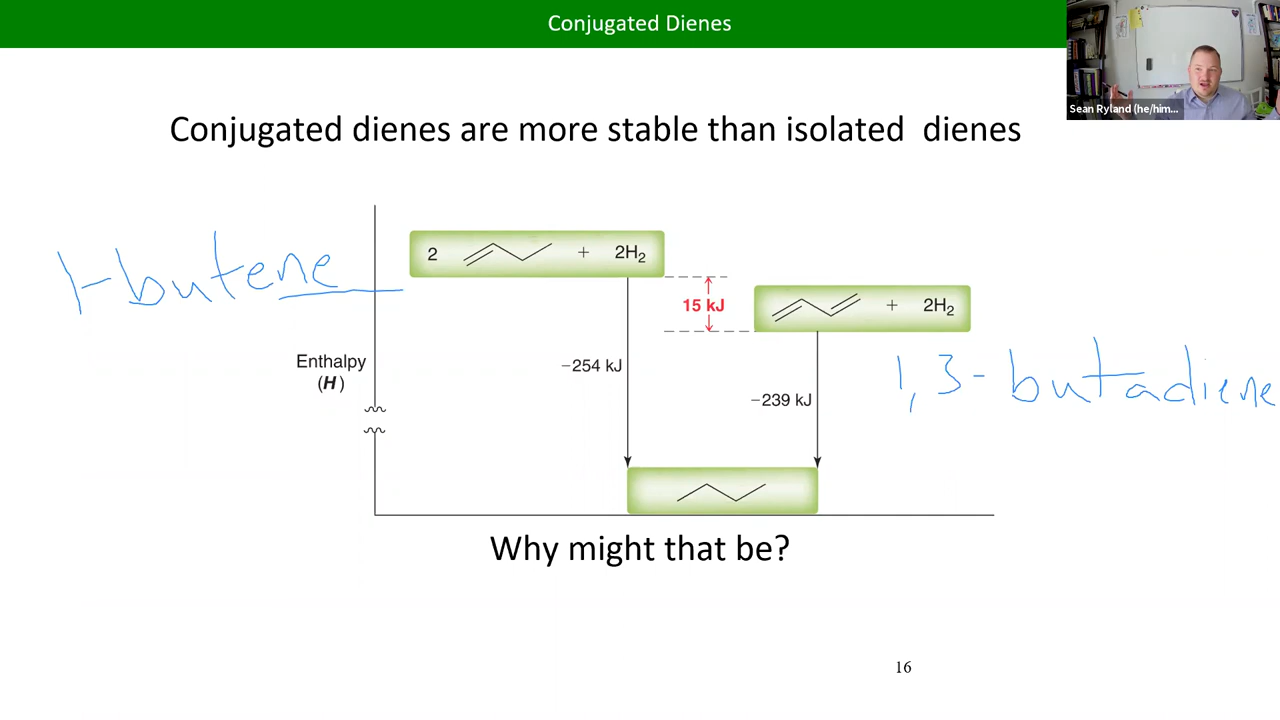 Conjugated Dienes
Sean Ryland (he/him...
Conjugated dienes are more stable than isolated dienes
1-butene
2 + 2H₂
15 kJ
+ 2H₂
Enthalpy
(H)
−254 kJ
−239 kJ
1,3-butadiene
Why might that be?
16